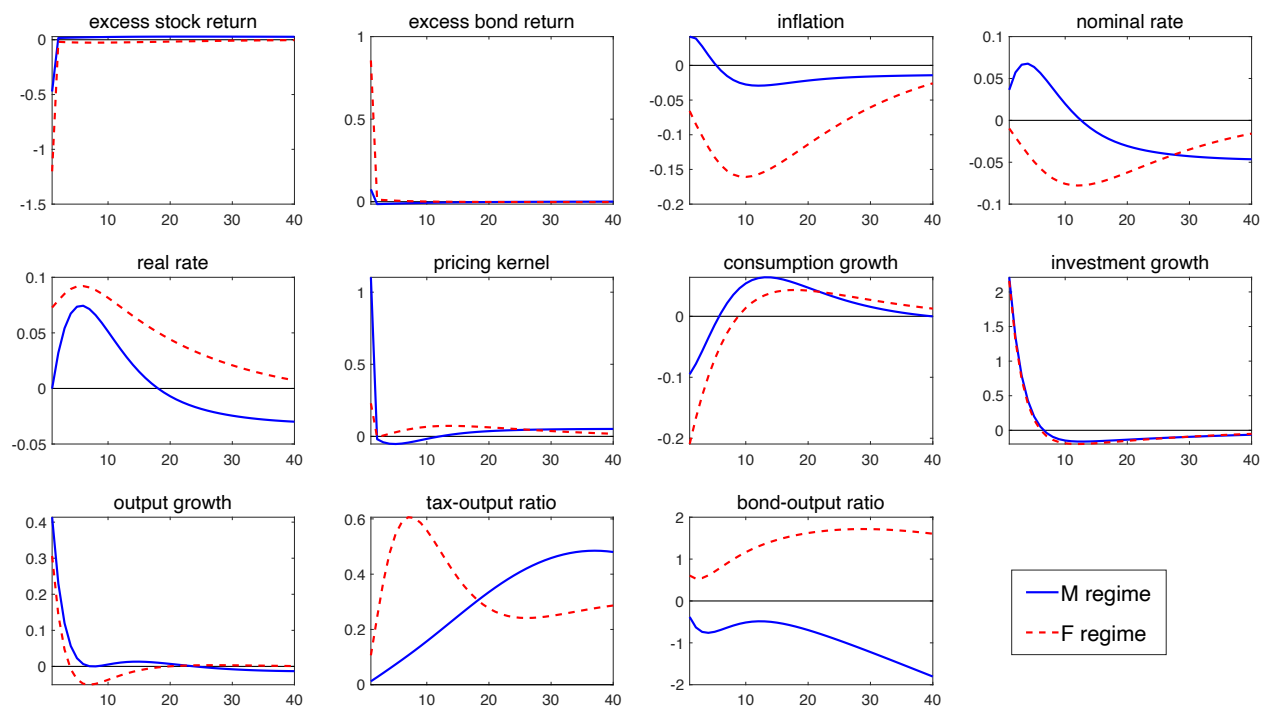 excess stock return
0
-0.5
-1
-1.5
10 20 30 40
excess bond return
1
0.5
0
10 20 30 40
inflation
0
-0.05
-0.1
-0.15
-0.2
10 20 30 40
nominal rate
0.1
0.05
0
-0.05
-0.1
10 20 30 40
real rate
0.1
0.05
0
-0.05
10 20 30 40
pricing kernel
1
0.5
0
10 20 30 40
consumption growth
0
-0.1
-0.2
10 20 30 40
investment growth
2
1.5
1
0.5
0
10 20 30 40
output growth
0.4
0.3
0.2
0.1
0
10 20 30 40
tax-output ratio
0.6
0.4
0.2
0
10 20 30 40
bond-output ratio
2
1
0
-1
-2
10 20 30 40
M regime
F regime